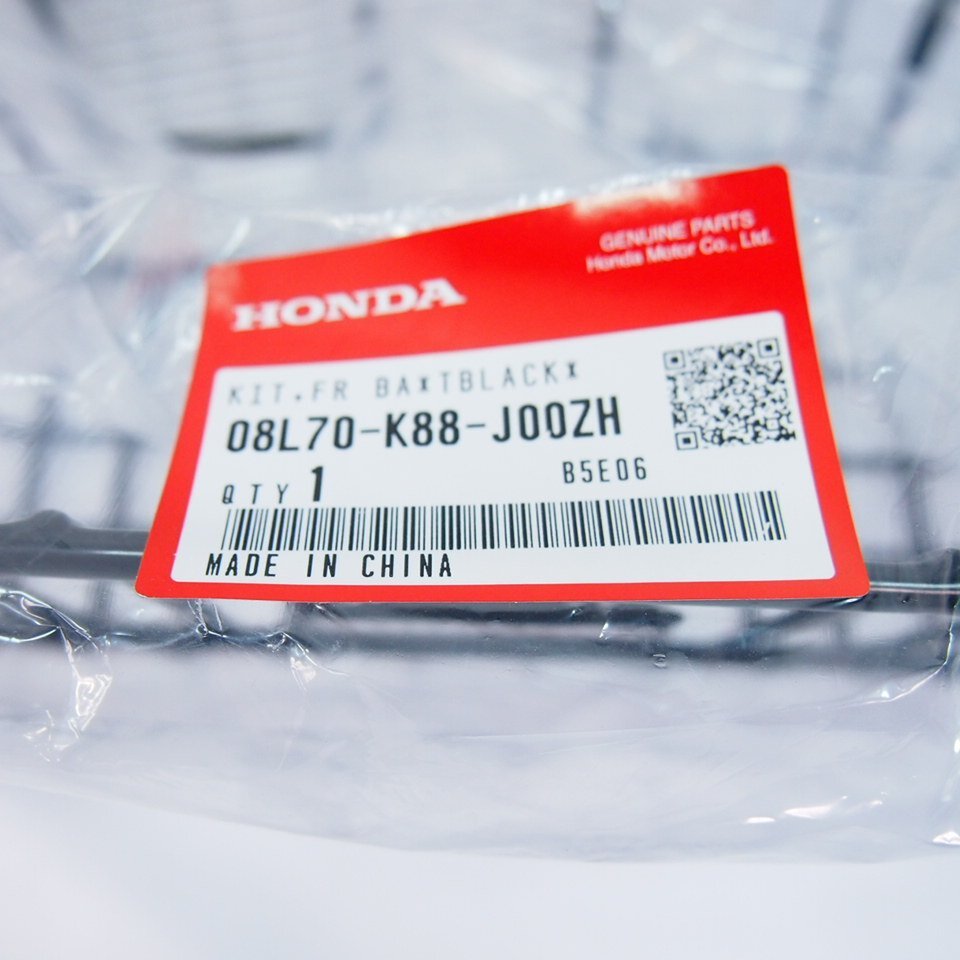 HONDA
GENUINE PARTS
Honda Motor Co., Ltd.
KIT.FR BA*TBLACK*
08L70-K88-J00ZH
QTY 1
B5E06
MADE IN CHINA